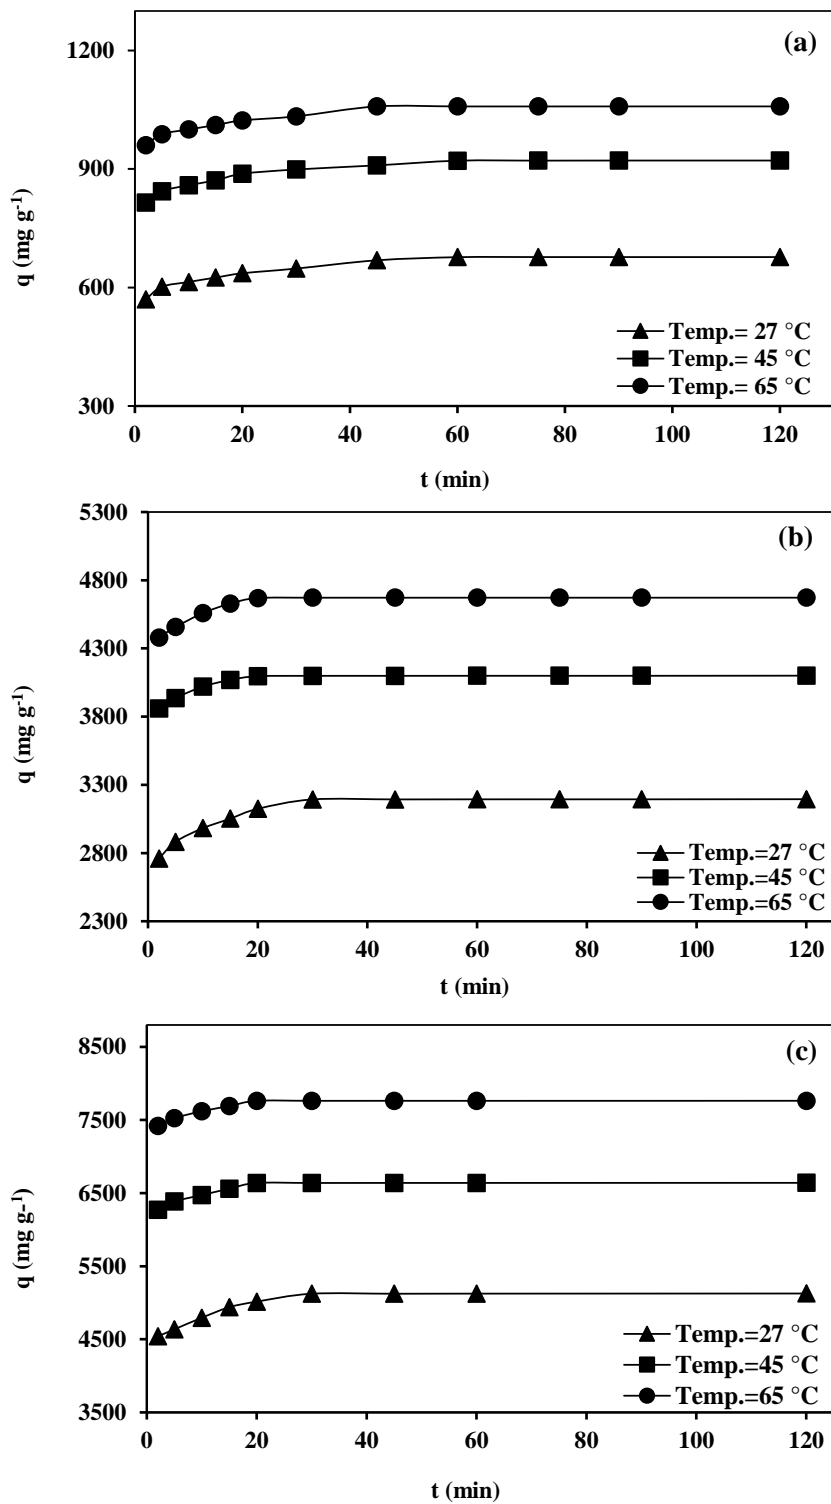 (a)
1200
900
600
300
q (mg g-1)
Temp.= 27 °C
Temp.= 45 °C
Temp.= 65 °C
0 20 40 60 80 100 120
t (min)
(b)
5300
4800
4300
3800
3300
2800
2300
q (mg g-1)
Temp.=27 °C
Temp.=45 °C
Temp.=65 °C
0 20 40 60 80 100 120
t (min)
(c)
8500
7500
6500
5500
4500
3500
q (mg g-1)
Temp.=27 °C
Temp.=45 °C
Temp.=65 °C
0 20 40 60 80 100 120
t (min)